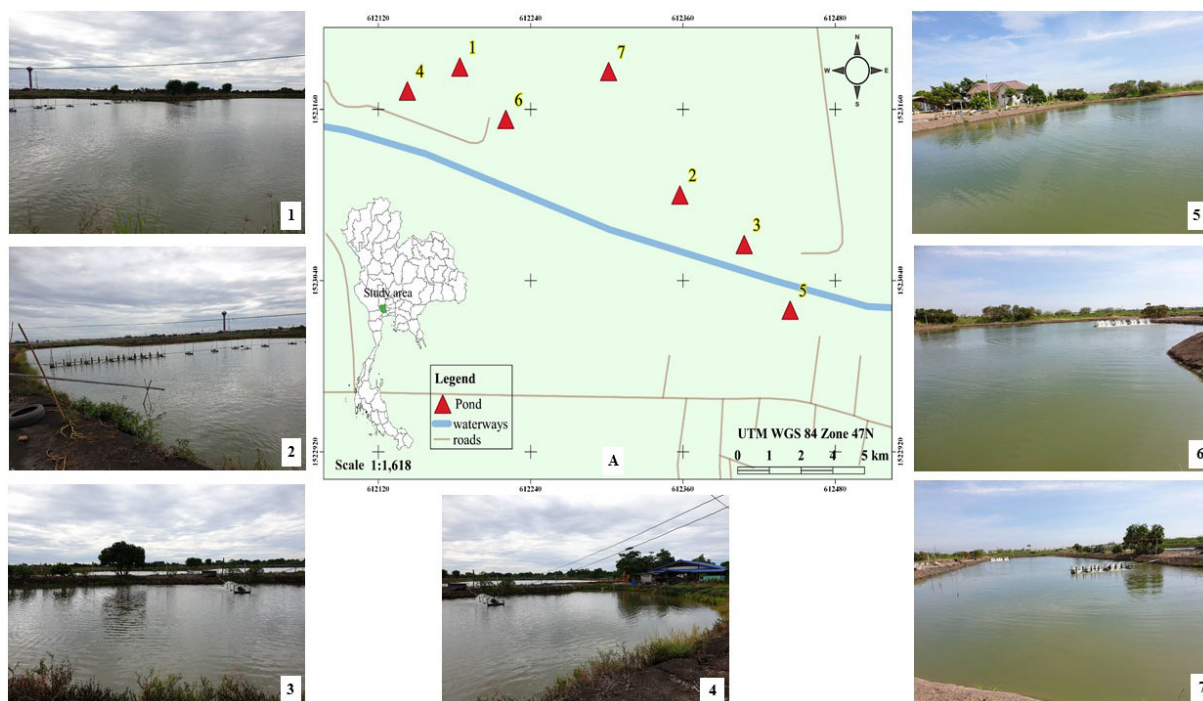 612120 612240 612360 612480
1
7
4
6
N
W E
S
1523160 1523160
2
3
5
1523040 1523040
Study area
Legend
Pond
waterways
roads
Scale 1:1,618
A
UTM WGS 84 Zone 47N
0 1 2 4 5 km
1522920 1522920
612120 612240 612360 612480
1
2
3
4
5
6
7